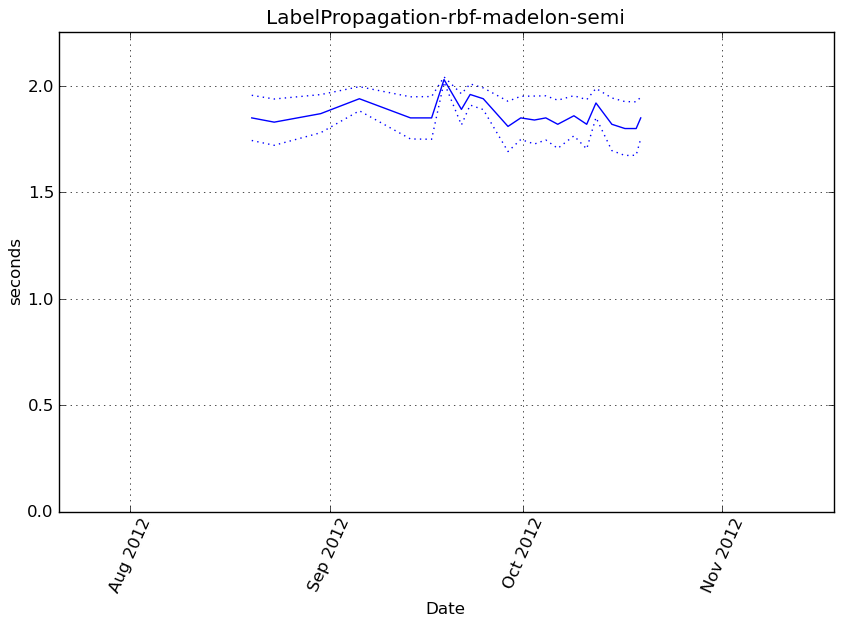 LabelPropagation-rbf-madelon-semi
2.0
1.5
1.0
0.5
0.0
seconds
Aug 2012
Sep 2012
Oct 2012
Nov 2012
Date